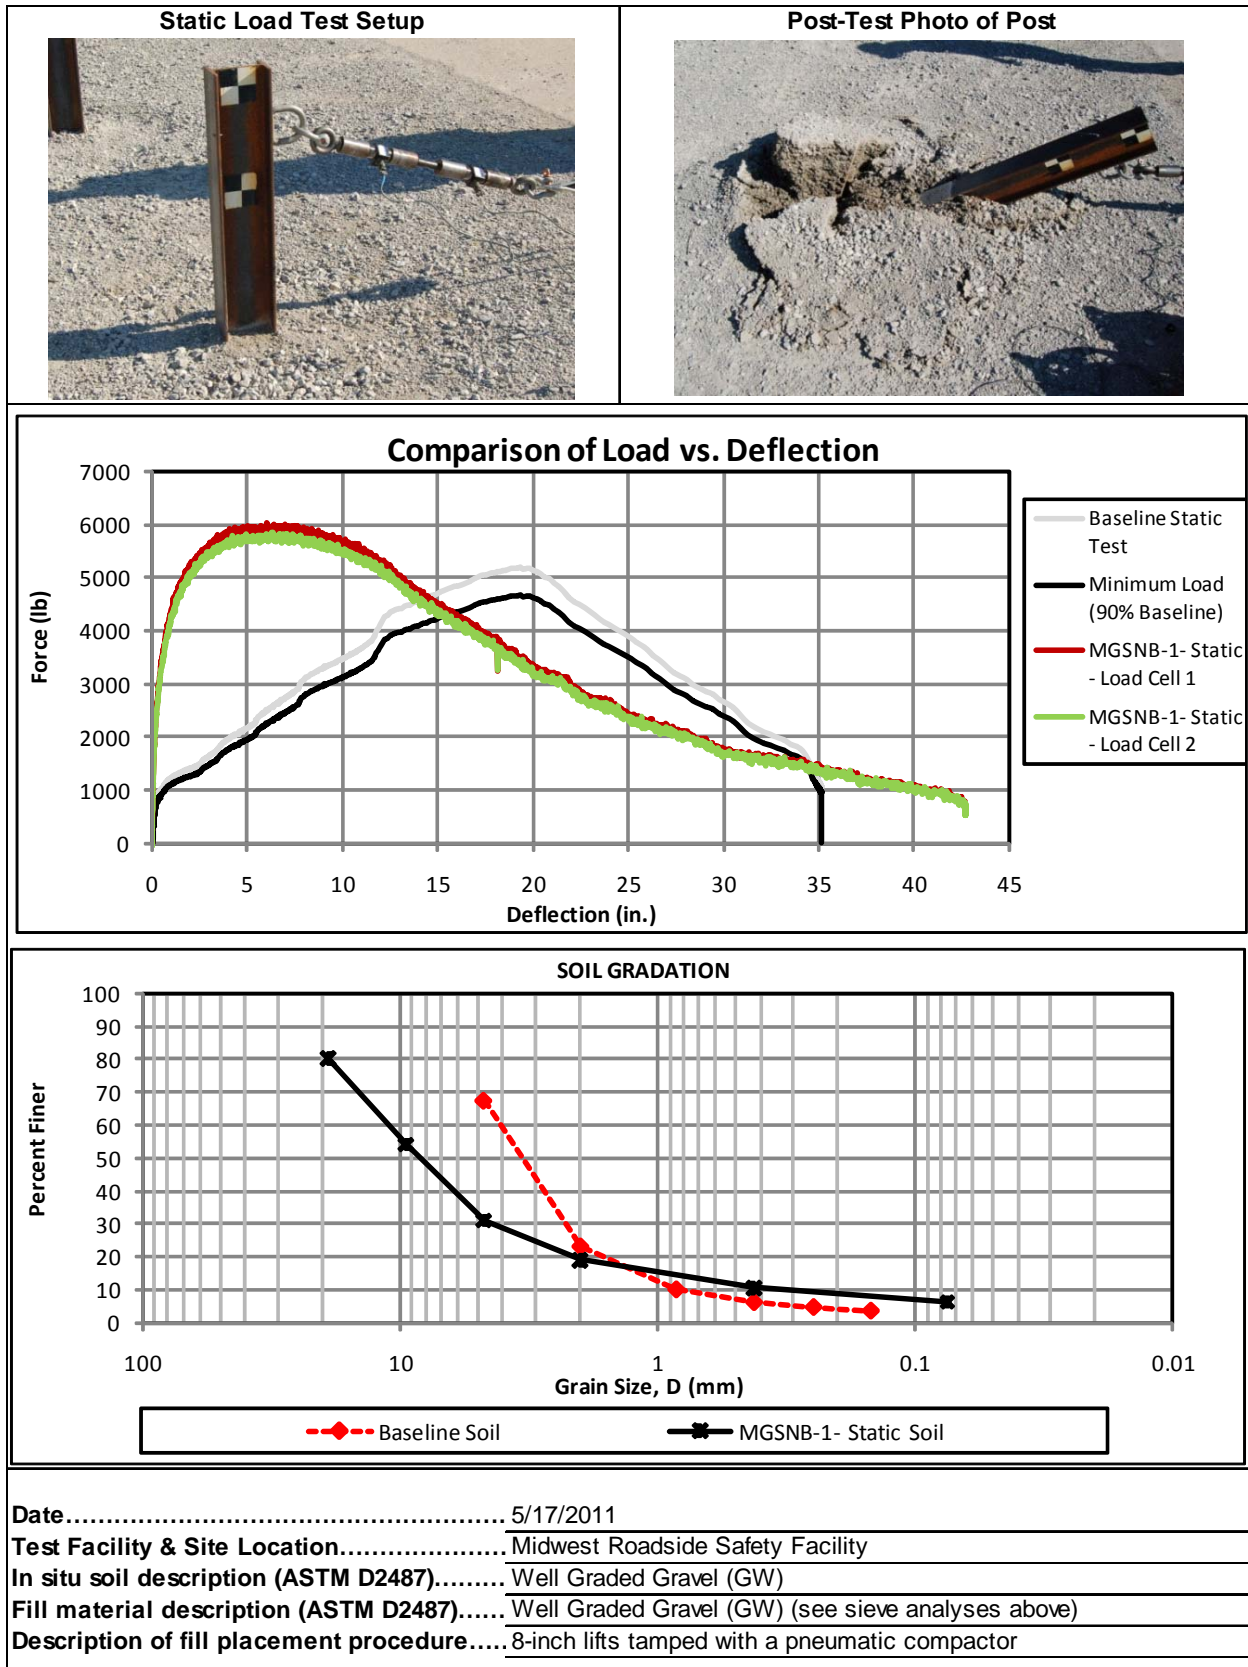 Static Load Test Setup
Post-Test Photo of Post
Comparison of Load vs. Deflection
7000
6000
5000
4000
3000
2000
1000
0
Force (lb)
0 5 10 15 20 25 30 35 40 45
Deflection (in.)
Baseline Static
Test
Minimum Load
(90% Baseline)
MGSNB-1- Static
- Load Cell 1
MGSNB-1- Static
- Load Cell 2
SOIL GRADATION
100
90
80
70
60
50
40
30
20
10
0
Percent Finer
100 10 1 0.1 0.01
Grain Size, D (mm)
Baseline Soil
MGSNB-1- Static Soil
Date.................................................... 5/17/2011
Test Facility & Site Location..................... Midwest Roadside Safety Facility
In situ soil description (ASTM D2487)......... Well Graded Gravel (GW)
Fill material description (ASTM D2487)...... Well Graded Gravel (GW) (see sieve analyses above)
Description of fill placement procedure..... 8-inch lifts tamped with a pneumatic compactor